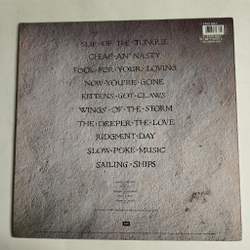 SLIP·OF·THE·TONGUE
CHEAP·AN'·NASTY
FOOL·FOR·YOUR·LOVING
NOW·YOU'RE·GONE
KITTENS·GOT·CLAWS
WINGS·OF·THE·STORM
THE·DEEPER·THE·LOVE
JUDGMENT·DAY
SLOW·POKE·MUSIC
SAILING·SHIPS
EMI